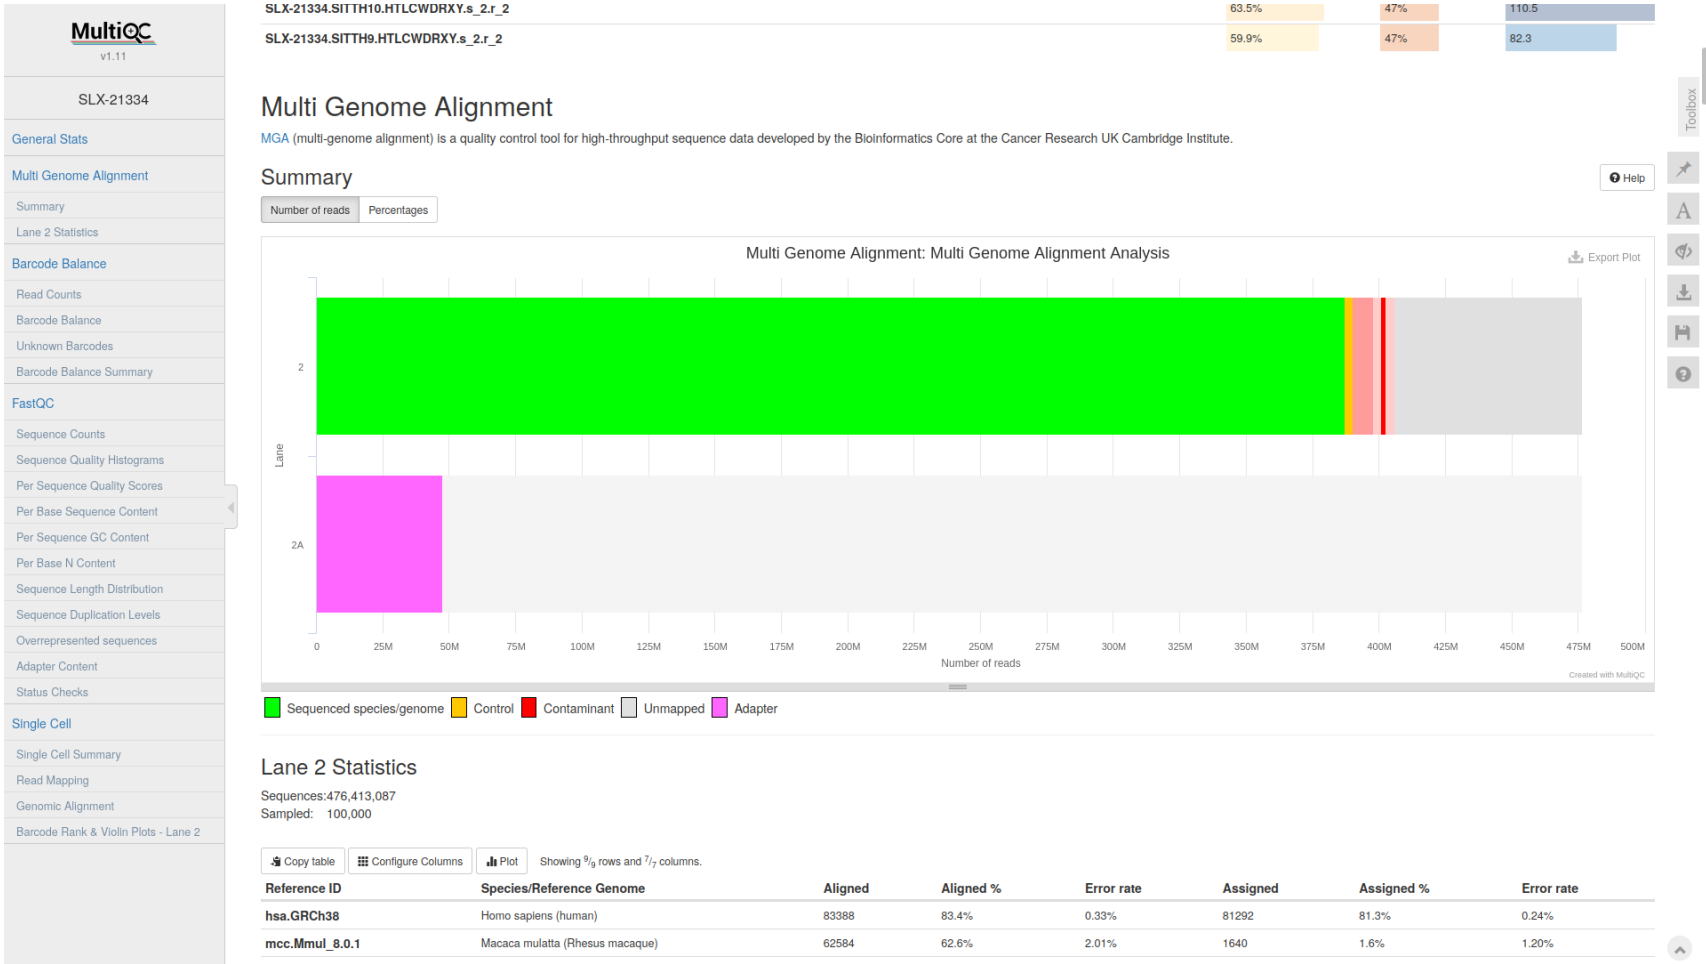 MultiQC
v1.11
SLX-21334
General Stats
Multi Genome Alignment
Summary
Lane 2 Statistics
Barcode Balance
Read Counts
Barcode Balance
Unknown Barcodes
Barcode Balance Summary
FastQC
Sequence Counts
Sequence Quality Histograms
Per Sequence Quality Scores
Per Base Sequence Content
Per Sequence GC Content
Per Base N Content
Sequence Length Distribution
Sequence Duplication Levels
Overrepresented sequences
Adapter Content
Status Checks
Single Cell
Single Cell Summary
Read Mapping
Genomic Alignment
Barcode Rank & Violin Plots - Lane 2
SLX-21334.SITTH10.HTLCWDRXY.s_2.r_2 63.5% 47% 110.5
SLX-21334.SITTH9.HTLCWDRXY.s_2.r_2 59.9% 47% 82.3
Multi Genome Alignment
MGA (multi-genome alignment) is a quality control tool for high-throughput sequence data developed by the Bioinformatics Core at the Cancer Research UK Cambridge Institute.
Summary
Help
Number of reads Percentages
Multi Genome Alignment: Multi Genome Alignment Analysis
Export Plot
2
Lane
2A
0 25M 50M 75M 100M 125M 150M 175M 200M 225M 250M 275M 300M 325M 350M 375M 400M 425M 450M 475M 500M
Number of reads
Created with MultiQC
Sequenced species/genome Control Contaminant Unmapped Adapter
Lane 2 Statistics
Sequences:476,413,087
Sampled: 100,000
Copy table Configure Columns Plot Showing 9/9 rows and 7/7 columns.
Reference ID Species/Reference Genome Aligned Aligned % Error rate Assigned Assigned % Error rate
hsa.GRCh38 Homo sapiens (human) 83388 83.4% 0.33% 81292 81.3% 0.24%
mcc.Mmul_8.0.1 Macaca mulatta (Rhesus macaque) 62584 62.6% 2.01% 1640 1.6% 1.20%
Toolbox
A